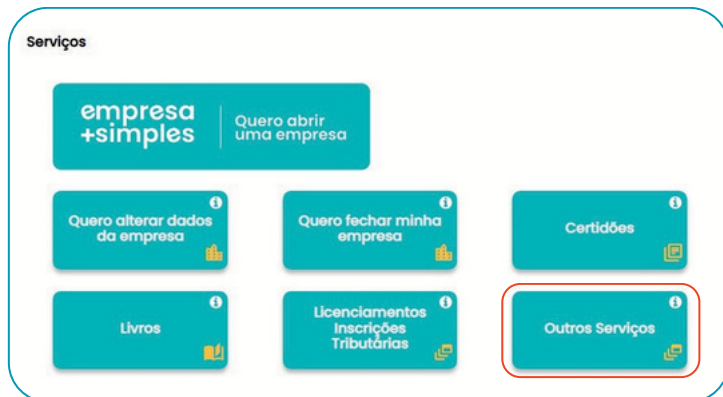 Serviços
empresa
+simples
Quero abrir
uma empresa
Quero alterar dados
da empresa
Quero fechar minha
empresa
Certidões
Livros
Licenciamentos
Inscrições
Tributárias
Outros Serviços